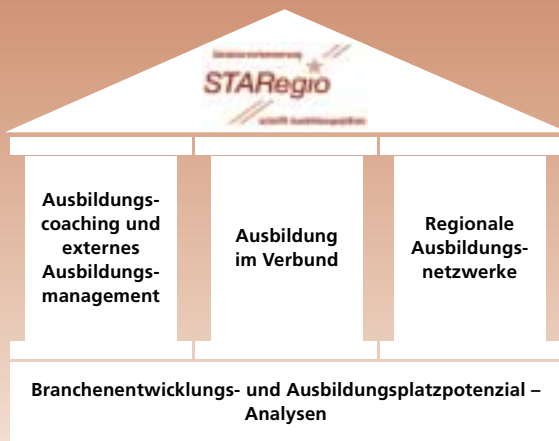 STARegio
Ausbildungs-
coaching und
externes
Ausbildungs-
management
Ausbildung
im Verbund
Regionale
Ausbildungs-
netzwerke
Branchenentwicklungs- und Ausbildungsplatzpotenzial –
Analysen